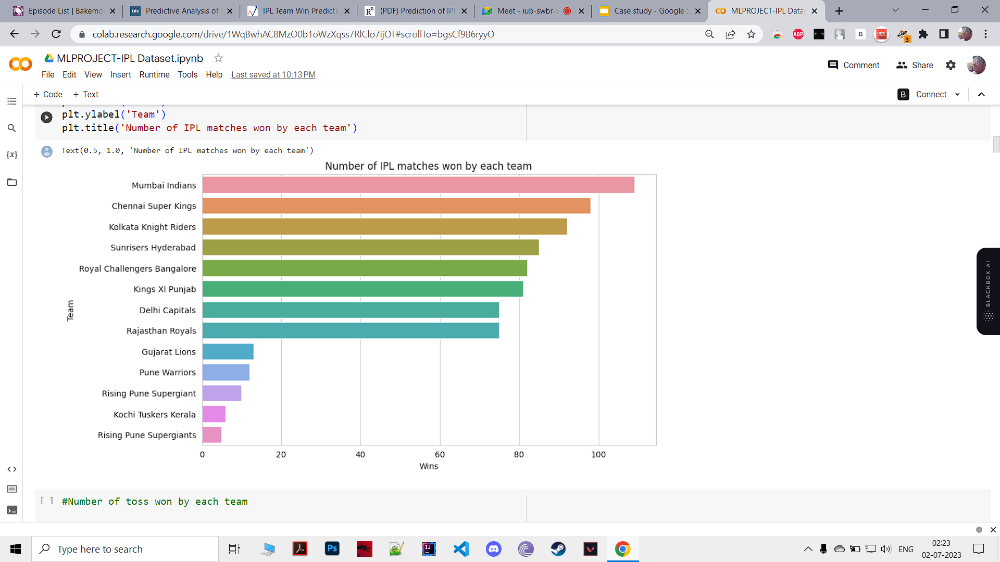 Episode List | Bakemo
tds Predictive Analysis of
IPL Team Win Predicti
R^G (PDF) Prediction of IPL
Meet - iub-swbr-
Case study - Google S
MLPROJECT-IPL Datas
colab.research.google.com/drive/1WqBwhAC8MzO0b1oWzXqss7RlClo7ijOT#scrollTo=bgsCf9B6ryyO
ABP
B
3
MLPROJECT-IPL Dataset.ipynb
Comment
Share
File Edit View Insert Runtime Tools Help Last saved at 10:13 PM
+ Code + Text
B Connect
plt.ylabel('Team')
plt.title('Number of IPL matches won by each team')
{x}
Text(0.5, 1.0, 'Number of IPL matches won by each team')
Number of IPL matches won by each team
Mumbai Indians
Chennai Super Kings
Kolkata Knight Riders
Sunrisers Hyderabad
Royal Challengers Bangalore
Kings XI Punjab
Delhi Capitals
Rajasthan Royals
Gujarat Lions
Pune Warriors
Rising Pune Supergiant
Kochi Tuskers Kerala
Rising Pune Supergiants
Team
0 20 40 60 80 100
Wins
BLACKBOX AI
[ ] #Number of toss won by each team
Type here to search
Ps
IJ
ENG
02:23
02-07-2023